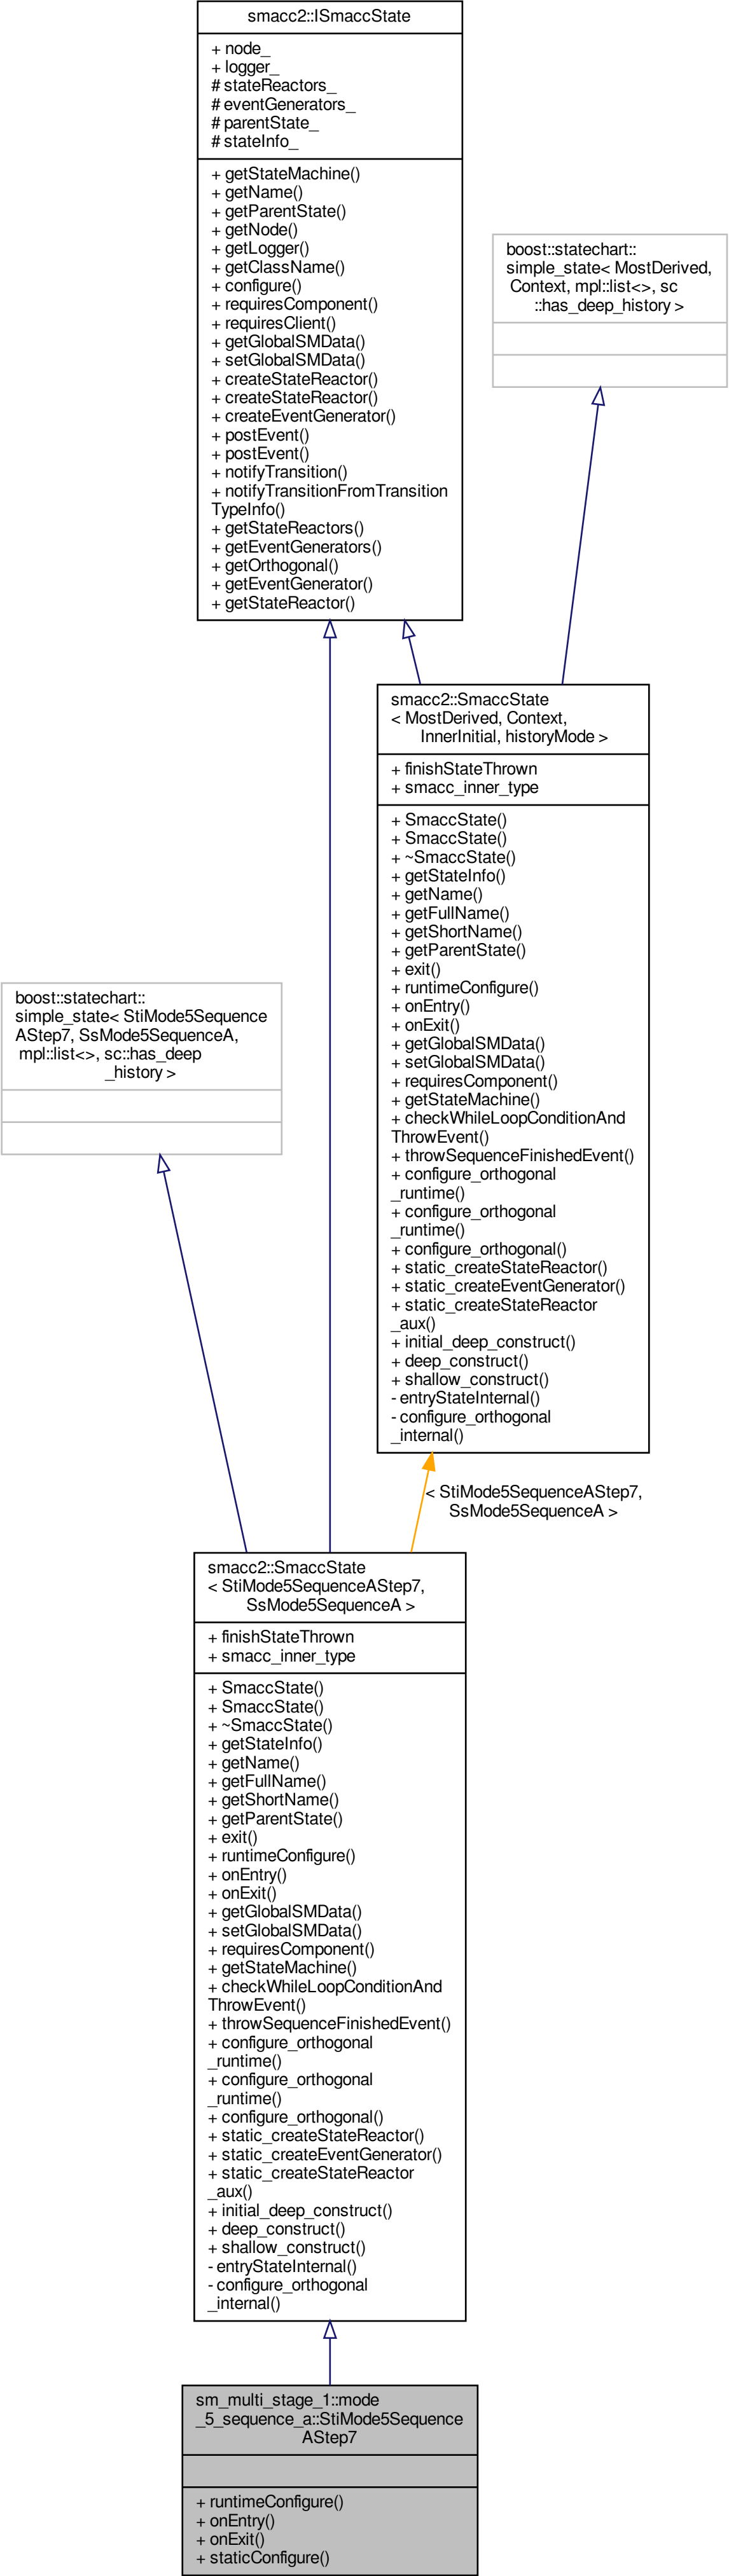 smacc2::ISmaccState
+ node_
+ logger_
# stateReactors_
# eventGenerators_
# parentState_
# stateInfo_
+ getStateMachine()
+ getName()
+ getParentState()
+ getNode()
+ getLogger()
+ getClassName()
+ configure()
+ requiresComponent()
+ requiresClient()
+ getGlobalSMData()
+ setGlobalSMData()
+ createStateReactor()
+ createStateReactor()
+ createEventGenerator()
+ postEvent()
+ postEvent()
+ notifyTransition()
+ notifyTransitionFromTransition
TypeInfo()
+ getStateReactors()
+ getEventGenerators()
+ getOrthogonal()
+ getEventGenerator()
+ getStateReactor()
boost::statechart::
simple_state< MostDerived,
Context, mpl::list<>, sc
::has_deep_history >
smacc2::SmaccState
< MostDerived, Context,
InnerInitial, historyMode >
+ finishStateThrown
+ smacc_inner_type
+ SmaccState()
+ SmaccState()
+ ~SmaccState()
+ getStateInfo()
+ getName()
+ getFullName()
+ getShortName()
+ getParentState()
+ exit()
+ runtimeConfigure()
+ onEntry()
+ onExit()
+ getGlobalSMData()
+ setGlobalSMData()
+ requiresComponent()
+ getStateMachine()
+ checkWhileLoopConditionAnd
ThrowEvent()
+ throwSequenceFinishedEvent()
+ configure_orthogonal
_runtime()
+ configure_orthogonal
_runtime()
+ configure_orthogonal()
+ static_createStateReactor()
+ static_createEventGenerator()
+ static_createStateReactor
_aux()
+ initial_deep_construct()
+ deep_construct()
+ shallow_construct()
- entryStateInternal()
- configure_orthogonal
_internal()
boost::statechart::
simple_state< StiMode5Sequence
AStep7, SsMode5SequenceA,
mpl::list<>, sc::has_deep
_history >
< StiMode5SequenceAStep7,
SsMode5SequenceA >
smacc2::SmaccState
< StiMode5SequenceAStep7,
SsMode5SequenceA >
+ finishStateThrown
+ smacc_inner_type
+ SmaccState()
+ SmaccState()
+ ~SmaccState()
+ getStateInfo()
+ getName()
+ getFullName()
+ getShortName()
+ getParentState()
+ exit()
+ runtimeConfigure()
+ onEntry()
+ onExit()
+ getGlobalSMData()
+ setGlobalSMData()
+ requiresComponent()
+ getStateMachine()
+ checkWhileLoopConditionAnd
ThrowEvent()
+ throwSequenceFinishedEvent()
+ configure_orthogonal
_runtime()
+ configure_orthogonal
_runtime()
+ configure_orthogonal()
+ static_createStateReactor()
+ static_createEventGenerator()
+ static_createStateReactor
_aux()
+ initial_deep_construct()
+ deep_construct()
+ shallow_construct()
- entryStateInternal()
- configure_orthogonal
_internal()
sm_multi_stage_1::mode
_5_sequence_a::StiMode5Sequence
AStep7
+ runtimeConfigure()
+ onEntry()
+ onExit()
+ staticConfigure()